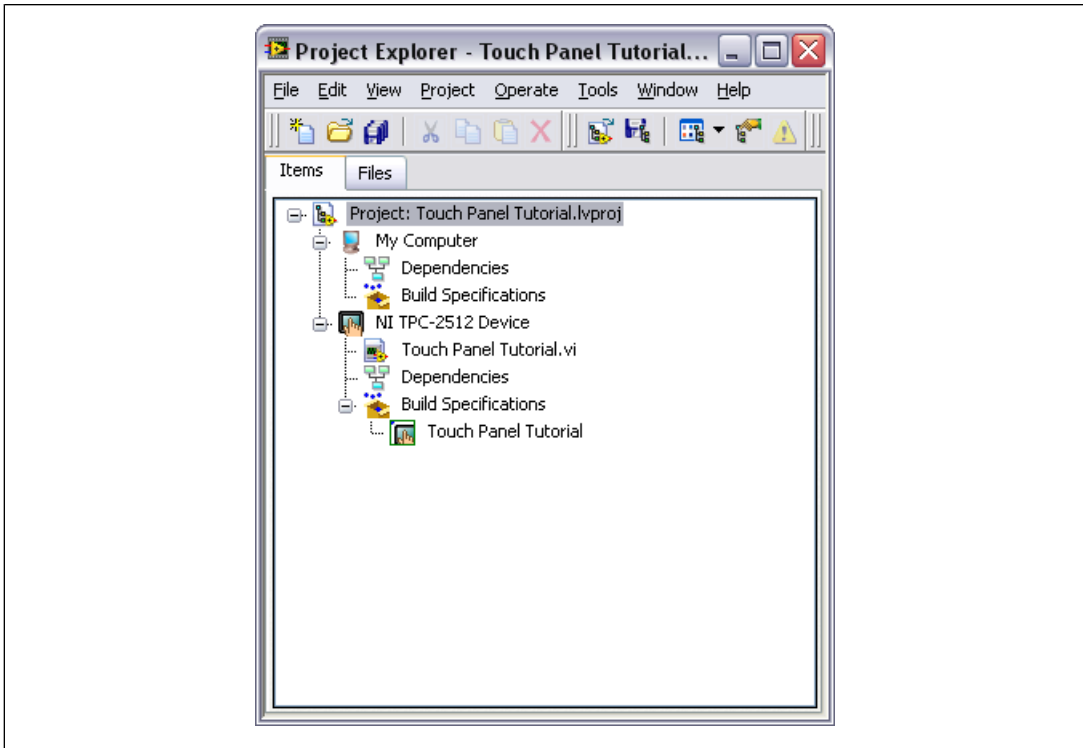 Project Explorer - Touch Panel Tutorial...
File Edit View Project Operate Tools Window Help
Items Files
Project: Touch Panel Tutorial.lvproj
My Computer
Dependencies
Build Specifications
NI TPC-2512 Device
Touch Panel Tutorial.vi
Dependencies
Build Specifications
Touch Panel Tutorial